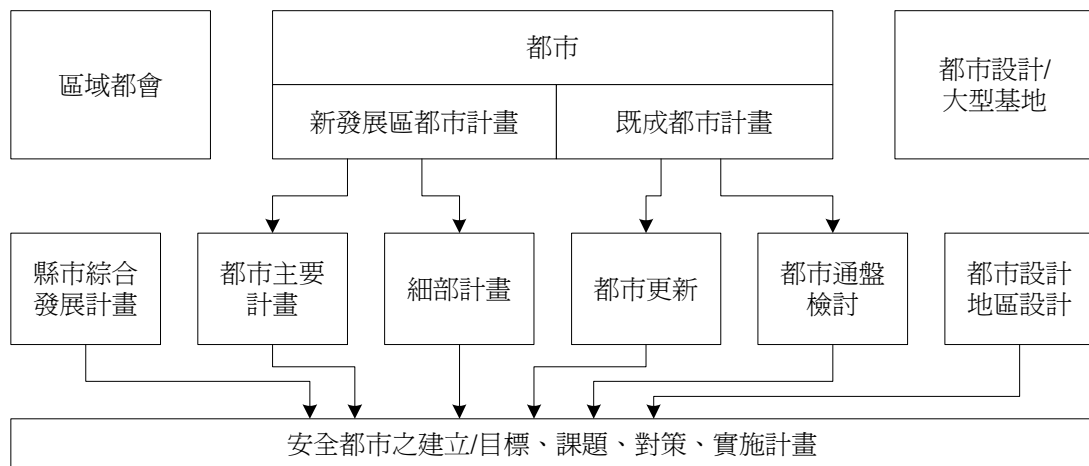 區域都會
都市
新發展區都市計畫
既成都市計畫
都市設計/
大型基地
縣市綜合
發展計畫
都市主要
計畫
細部計畫
都市更新
都市通盤
檢討
都市設計
地區設計
安全都市之建立/目標、課題、對策、實施計畫